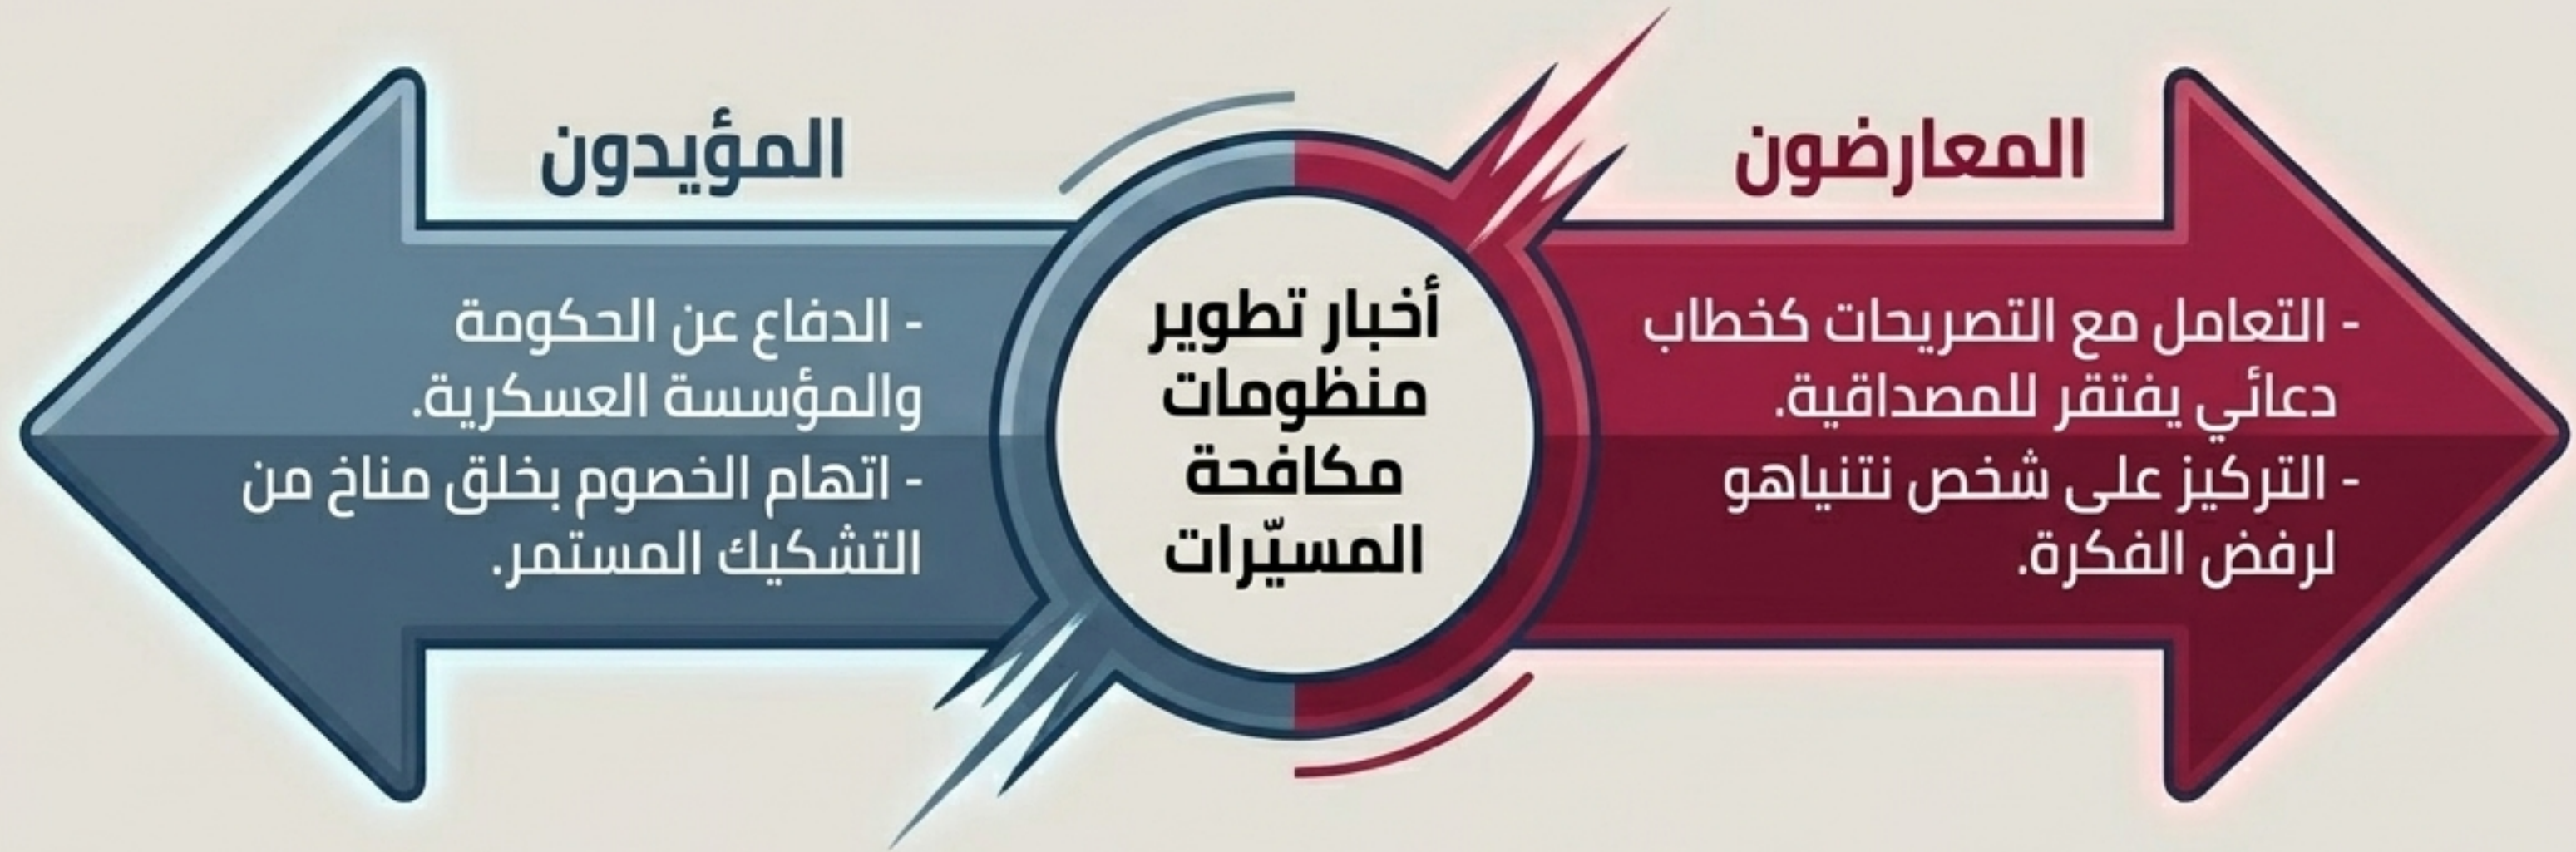 المعارضون
- التعامل مع التصريحات كخطاب
دعائي يفتقر للمصداقية.
- التركيز على شخص نتنياهو
لرفض الفكرة.
أخبار تطوير
منظومات
مكافحة
المسيّرات
المؤيدون
- الدفاع عن الحكومة
والمؤسسة العسكرية.
- اتهام الخصوم بخلق مناخ من
التشكيك المستمر.